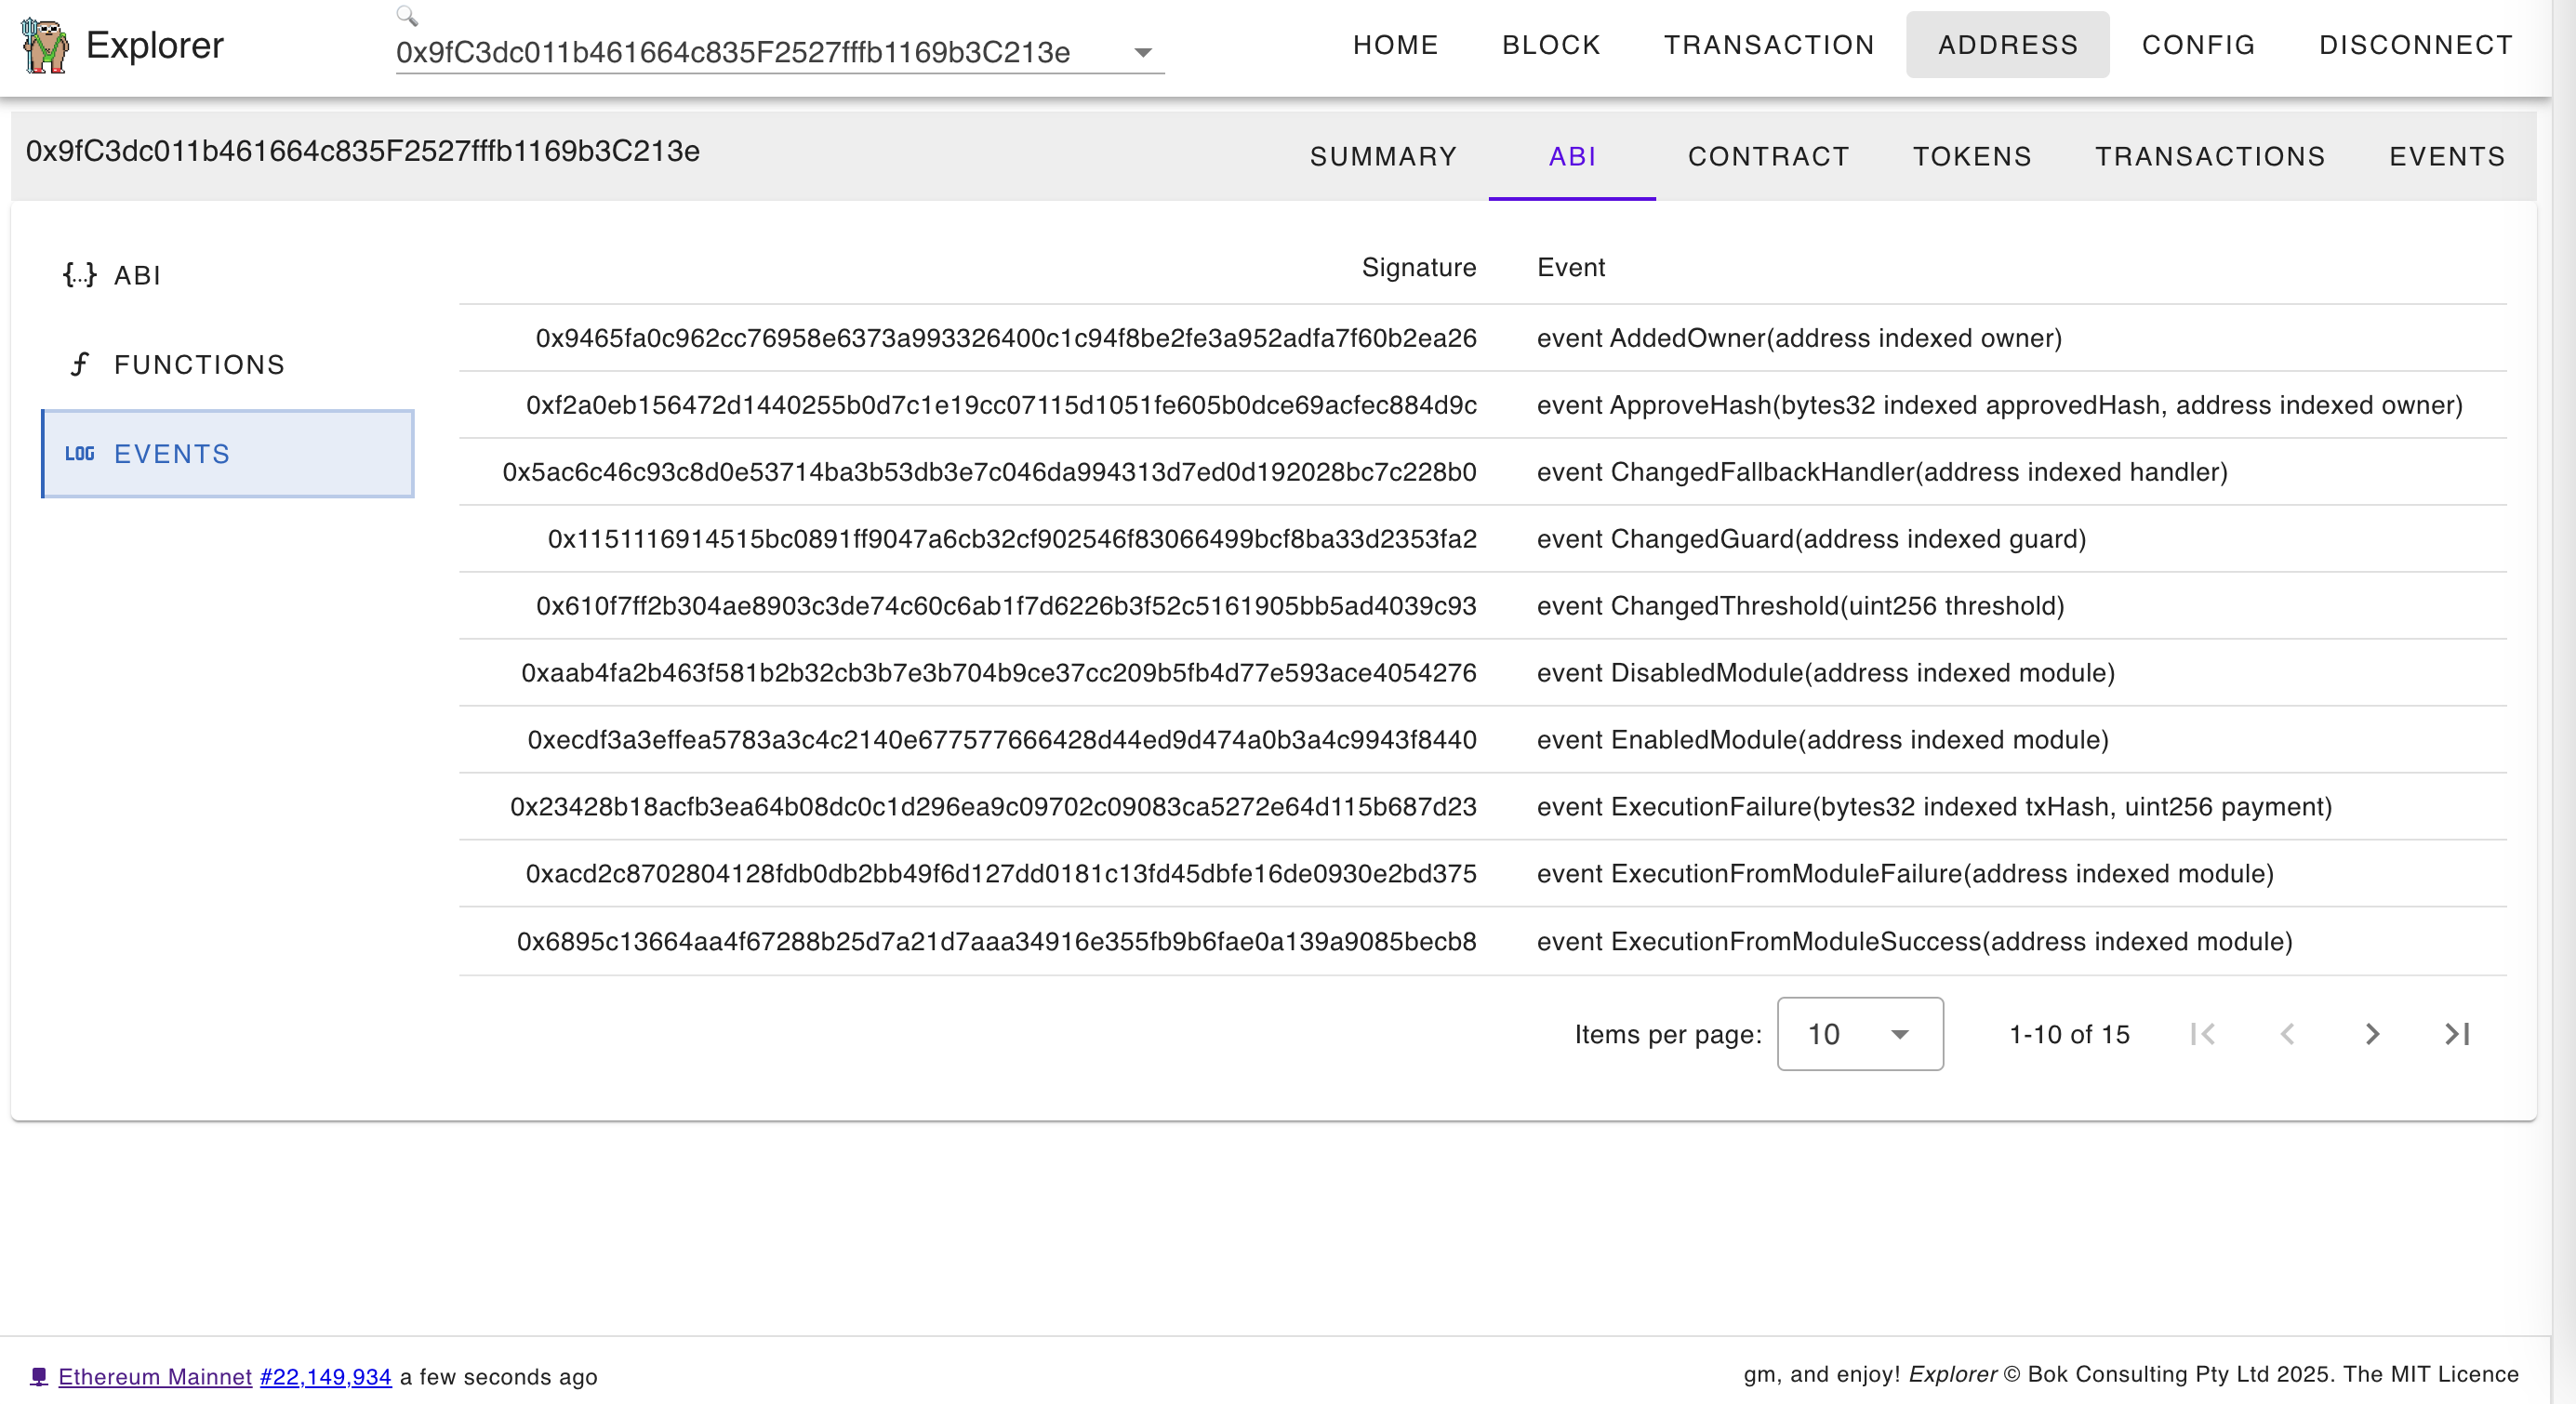 Explorer
0x9fC3dc011b461664c835F2527fffb1169b3C213e
HOME BLOCK TRANSACTION ADDRESS CONFIG DISCONNECT
0x9fC3dc011b461664c835F2527fffb1169b3C213e
SUMMARY ABI CONTRACT TOKENS TRANSACTIONS EVENTS
{...} ABI
FUNCTIONS
LOG EVENTS
Signature Event
0x9465fa0c962cc76958e6373a993326400c1c94f8be2fe3a952adfa7f60b2ea26 event AddedOwner(address indexed owner)
0xf2a0eb156472d1440255b0d7c1e19cc07115d1051fe605b0dce69acfec884d9c event ApproveHash(bytes32 indexed approvedHash, address indexed owner)
0x5ac6c46c93c8d0e53714ba3b53db3e7c046da994313d7ed0d192028bc7c228b0 event ChangedFallbackHandler(address indexed handler)
0x1151116914515bc0891ff9047a6cb32cf902546f83066499bcf8ba33d2353fa2 event ChangedGuard(address indexed guard)
0x610f7ff2b304ae8903c3de74c60c6ab1f7d6226b3f52c5161905bb5ad4039c93 event ChangedThreshold(uint256 threshold)
0xaab4fa2b463f581b2b32cb3b7e3b704b9ce37cc209b5fb4d77e593ace4054276 event DisabledModule(address indexed module)
0xecdf3a3effea5783a3c4c2140e677577666428d44ed9d474a0b3a4c9943f8440 event EnabledModule(address indexed module)
0x23428b18acfb3ea64b08dc0c1d296ea9c09702c09083ca5272e64d115b687d23 event ExecutionFailure(bytes32 indexed txHash, uint256 payment)
0xacd2c8702804128fdb0db2bb49f6d127dd0181c13fd45dbfe16de0930e2bd375 event ExecutionFromModuleFailure(address indexed module)
0x6895c13664aa4f67288b25d7a21d7aaa34916e355fb9b6fae0a139a9085becb8 event ExecutionFromModuleSuccess(address indexed module)
Items per page: 10 1-10 of 15
Ethereum Mainnet #22,149,934 a few seconds ago
gm, and enjoy! Explorer © Bok Consulting Pty Ltd 2025. The MIT Licence